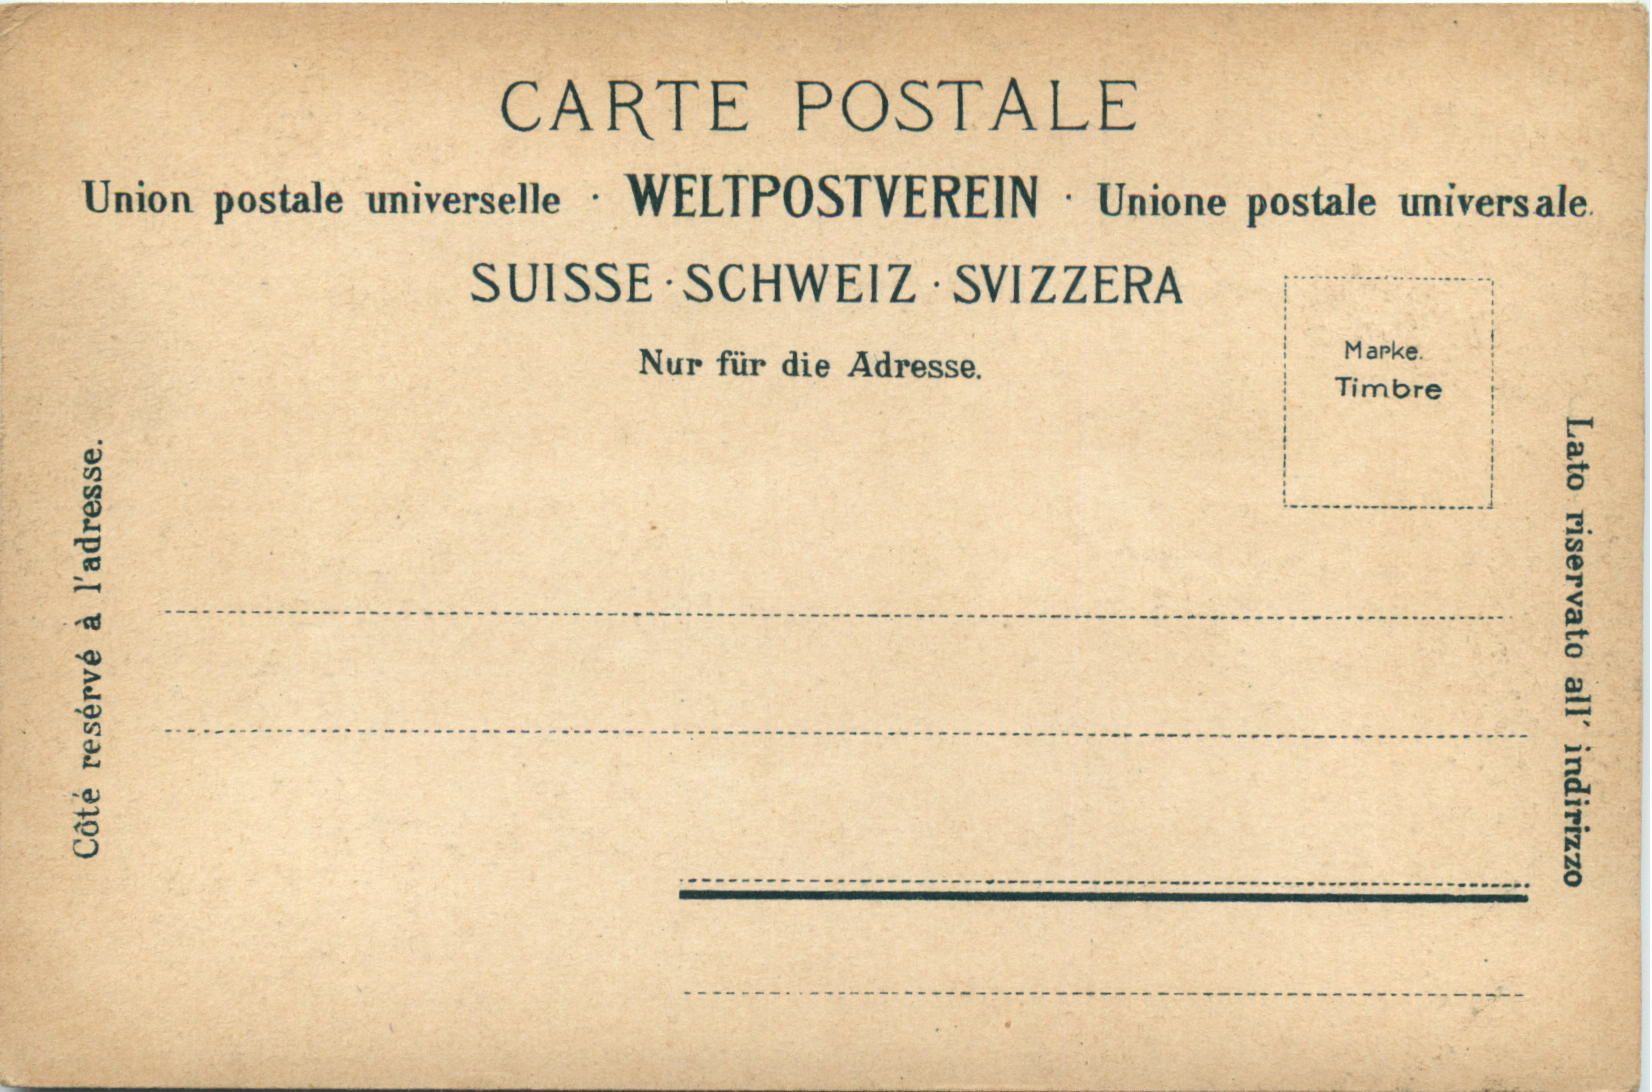 CARTE POSTALE
Union postale universelle · WELTPOSTVEREIN · Unione postale universale.
SUISSE · SCHWEIZ · SVIZZERA
Nur für die Adresse.
Marke.
Timbre
Côté resérvé à l'adresse.
Lato riservato all' indirizzo